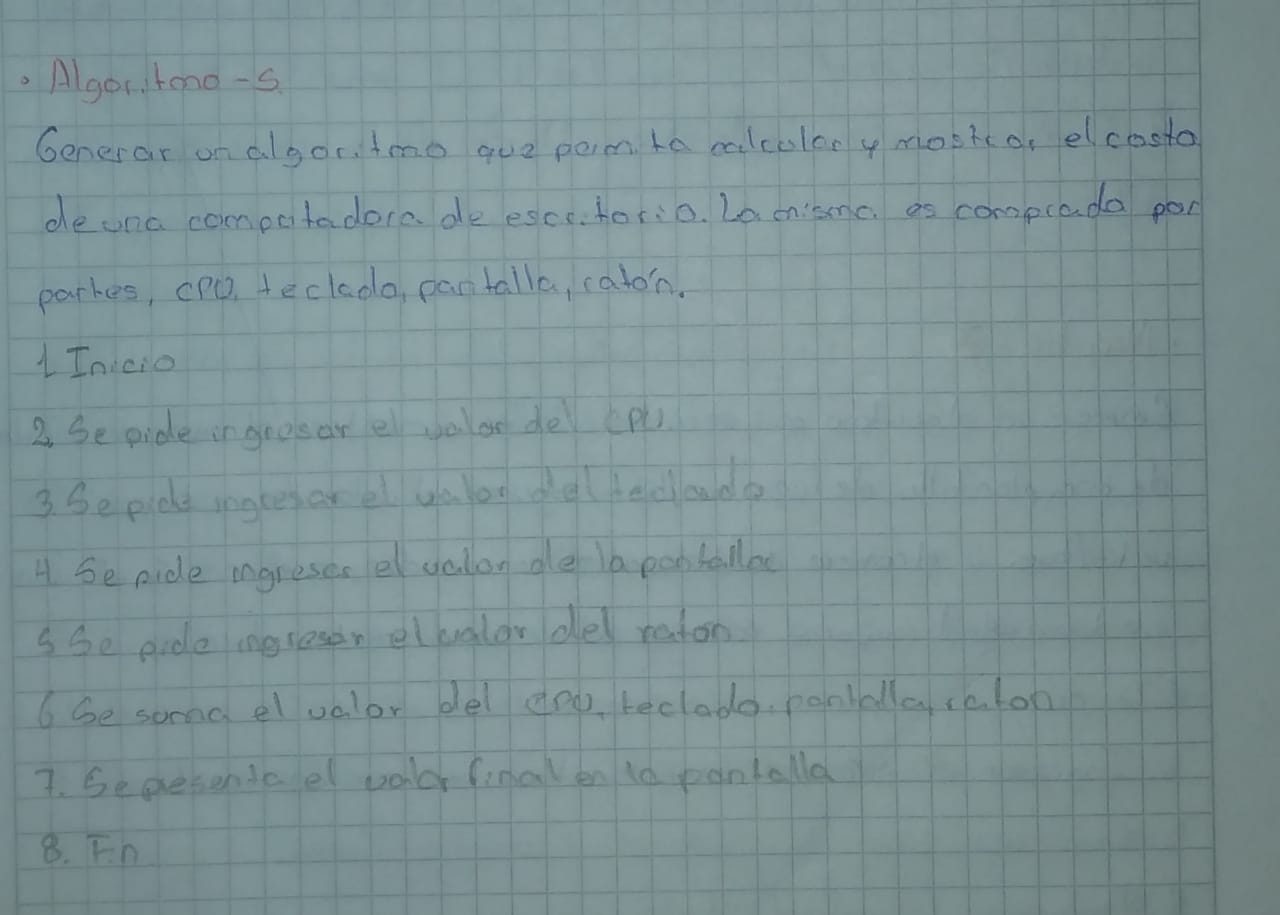 • Algoritmo -5
Generar un algoritmo que permita calcular y mostrar el costo
de una computadora de escritorio. La misma es comprada por
partes, CPU, teclado, pantalla, ratón.
1 Inicio
2. Se pide ingresar el valor del CPU
3 Se pide ingresar el valor del teclado
4. Se pide ingresar el valor de la pantalla
5 Se pide ingresar el valor del raton
6 Se suma el valor del CPU, teclado, pantalla, raton
7. Se presenta el valor final en la pantalla
8. Fin